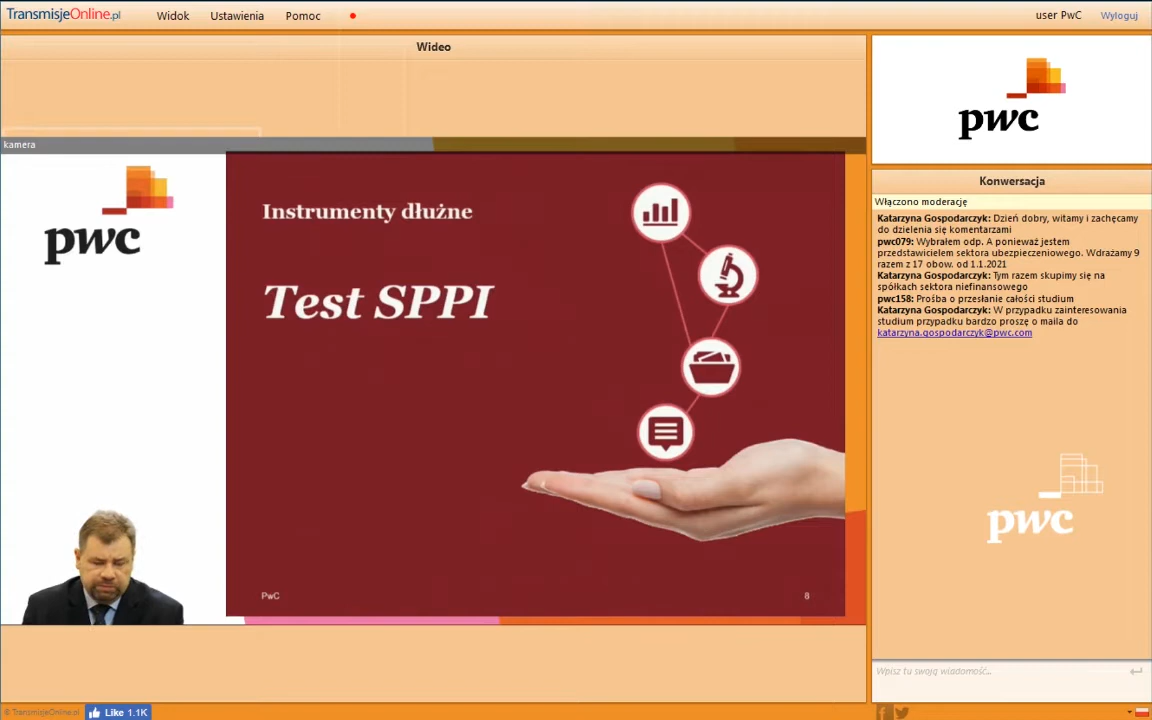 TransmisjeOnline.pl
Widok
Ustawienia
Pomoc
user PwC
Wyloguj
Wideo
kamera
pwc
Instrumenty dłużne
Test SPPI
PwC
8
pwc
Konwersacja
Włączono moderację
Katarzyna Gospodarczyk: Dzień dobry, witamy i zachęcamy
do dzielenia się komentarzami
pwc079: Wybrałem odp. A ponieważ jestem
przedstawicielem sektora ubezpieczeniowego. Wdrażamy 9
razem z 17 obow. od 1.1.2021
Katarzyna Gospodarczyk: Tym razem skupimy się na
spółkach sektora niefinansowego
pwc158: Prośba o przesłanie całości studium
Katarzyna Gospodarczyk: W przypadku zainteresowania
studium przypadku bardzo proszę o maila do
katarzyna.gospodarczyk@pwc.com
pwc
Wpisz tu swoją wiadomość...
© TransmisjeOnline.pl
Like 1.1K